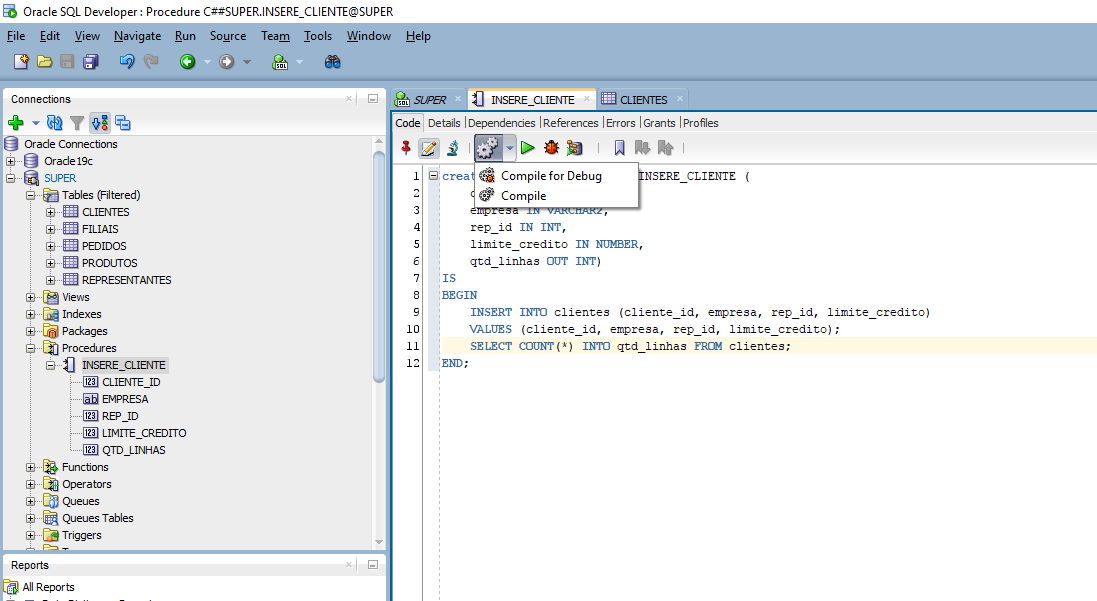 Oracle SQL Developer : Procedure C##SUPER.INSERE_CLIENTE@SUPER
File Edit View Navigate Run Source Team Tools Window Help
Connections
Oracle Connections
Oracle19c
SUPER
Tables (Filtered)
CLIENTES
FILIAIS
PEDIDOS
PRODUTOS
REPRESENTANTES
Views
Indexes
Packages
Procedures
INSERE_CLIENTE
CLIENTE_ID
EMPRESA
REP_ID
LIMITE_CREDITO
QTD_LINHAS
Functions
Operators
Queues
Queues Tables
Triggers
Reports
All Reports
SUPER INSERE_CLIENTE CLIENTES
Code Details Dependencies References Errors Grants Profiles
Compile for Debug
Compile
1 INSERE_CLIENTE (
2
3 empresa IN VARCHAR2,
4 rep_id IN INT,
5 limite_credito IN NUMBER,
6 qtd_linhas OUT INT)
7 IS
8 BEGIN
9 INSERT INTO clientes (cliente_id, empresa, rep_id, limite_credito)
10 VALUES (cliente_id, empresa, rep_id, limite_credito);
11 SELECT COUNT(*) INTO qtd_linhas FROM clientes;
12 END;